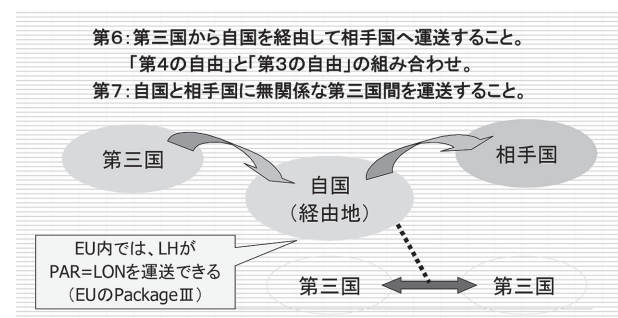 第6：第三国から自国を経由して相手国へ運送すること。
「第4の自由」と「第3の自由」の組み合わせ。
第7：自国と相手国に無関係な第三国間を運送すること。
第三国
相手国
自国
（経由地）
EU内では、LHが
PAR=LONを運送できる
（EUのPackageⅢ）
第三国
第三国